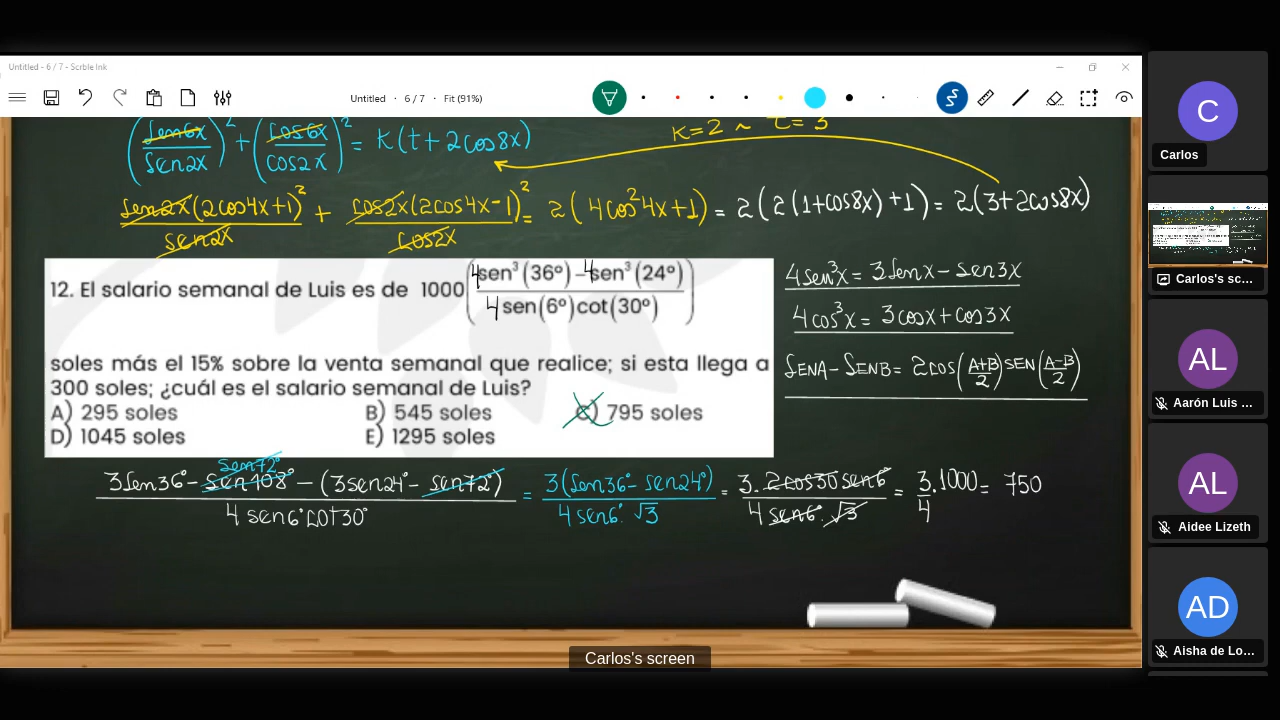 Untitled - 6 / 7 - Scrble Ink
Untitled · 6 / 7 · Fit (91%)
K=2 ~ t=3
(sen6x/sen2x)² + (cos6x/cos2x)² = K(t+2cos8x)
sen2x(2cos4x+1)²/sen2x + cos2x(2cos4x-1)²/cos2x = 2(4cos²4x+1) = 2(2(1+cos8x)+1) = 2(3+2cos8x)
12. El salario semanal de Luis es de 1000(4sen³(36°)-4sen³(24°)/4sen(6°)cot(30°))
soles más el 15% sobre la venta semanal que realice; si esta llega a
300 soles; ¿cuál es el salario semanal de Luis?
A) 295 soles B) 545 soles C) 795 soles
D) 1045 soles E) 1295 soles
4sen³x = 3senx - sen3x
4cos³x = 3cosx + cos3x
SENA - SENB = 2cos(A+B/2)SEN(A-B/2)
sen72°
3sen36° - sen108° - (3sen24° - sen72°)/4sen6°cot30° = 3(sen36° - sen24°)/4sen6°.√3 = 3.2cos30 sen6/4sen6°.√3 = 3/4.1000 = 750
Carlos's screen
C
Carlos
Carlos's sc...
AL
Aarón Luis ...
AL
Aidee Lizeth
AD
Aisha de Lo...